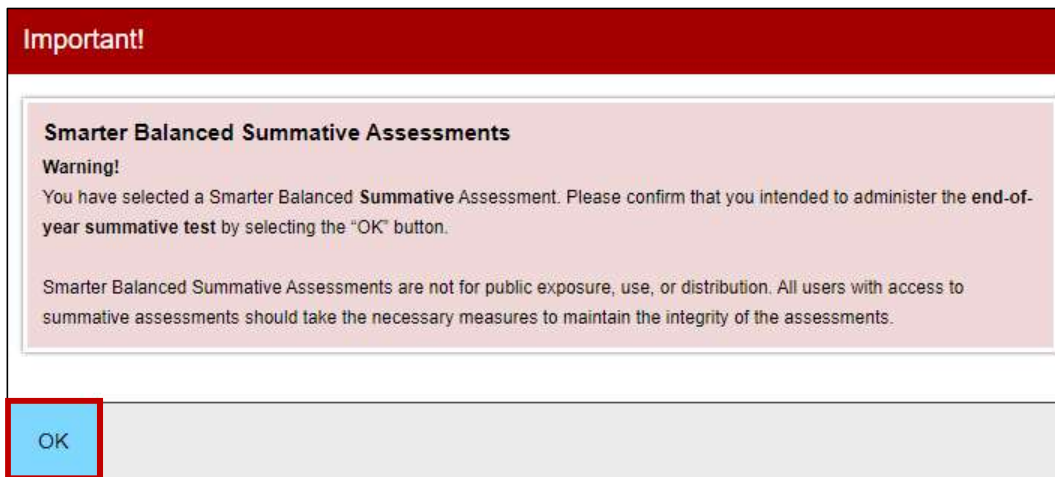 Important!
Smarter Balanced Summative Assessments
Warning!
You have selected a Smarter Balanced Summative Assessment. Please confirm that you intended to administer the end-of-
year summative test by selecting the “OK” button.
Smarter Balanced Summative Assessments are not for public exposure, use, or distribution. All users with access to
summative assessments should take the necessary measures to maintain the integrity of the assessments.
OK